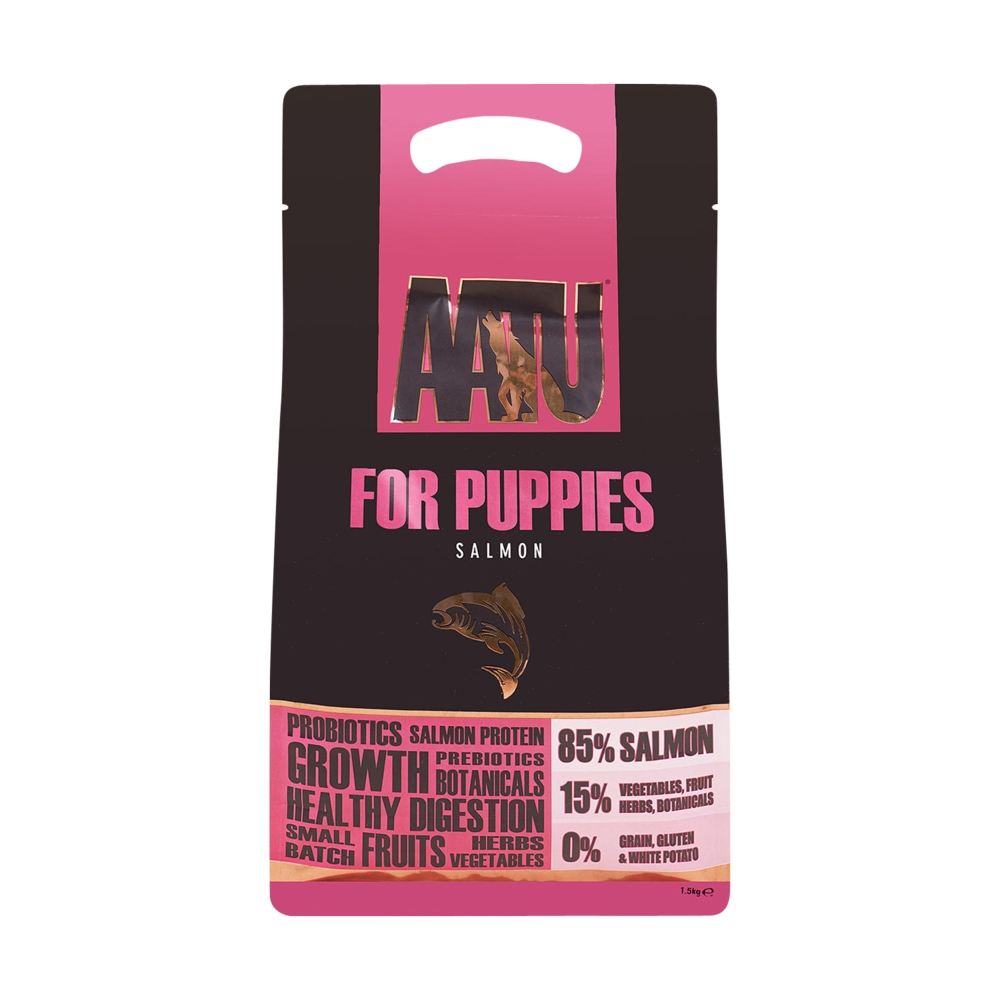 AATU®
FOR PUPPIES
SALMON
PROBIOTICS SALMON PROTEIN
GROWTH PREBIOTICS
BOTANICALS
HEALTHY DIGESTION
SMALL BATCH FRUITS HERBS
VEGETABLES
85% SALMON
15% VEGETABLES, FRUIT
HERBS, BOTANICALS
0% GRAIN, GLUTEN
& WHITE POTATO
1.5kg ℮